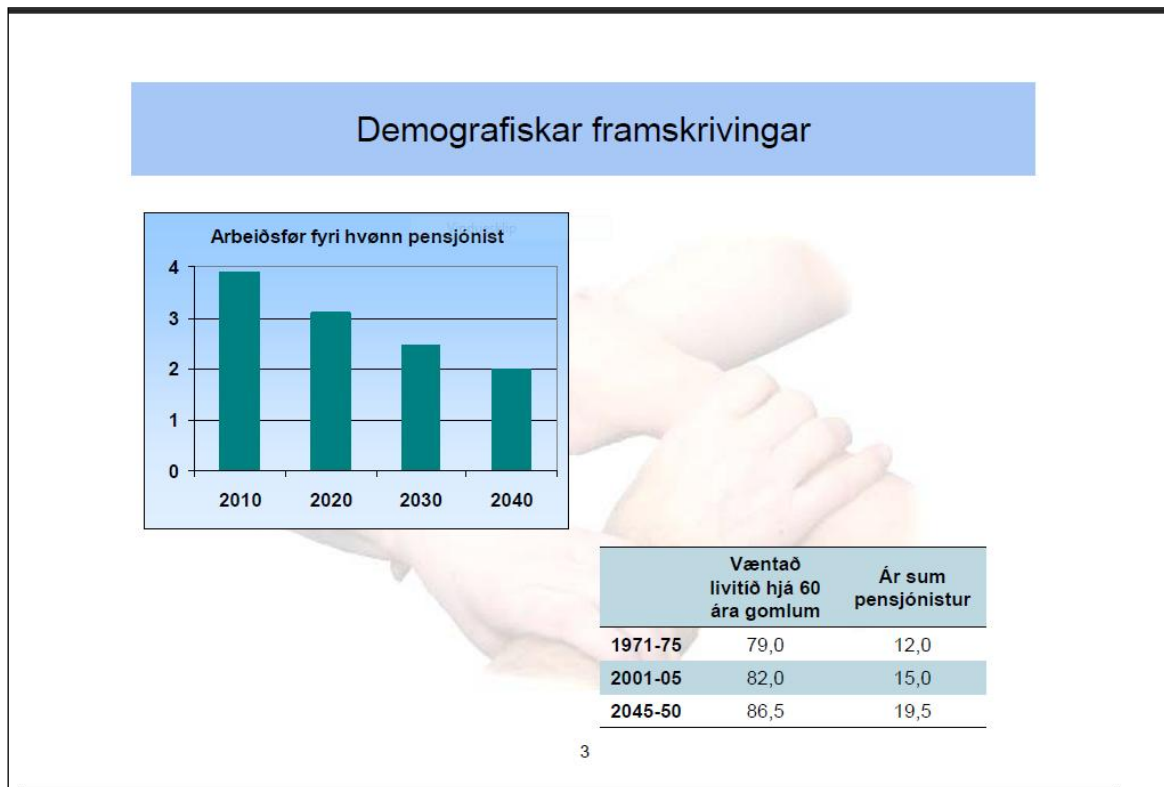 Demografiskar framskrivingar
Arbeiðsfør fyri hvønn pensjónist
4
3
2
1
0
2010 2020 2030 2040
Væntað
livitíð hjá 60
ára gomlum
Ár sum
pensjónistur
1971-75 79,0 12,0
2001-05 82,0 15,0
2045-50 86,5 19,5
3